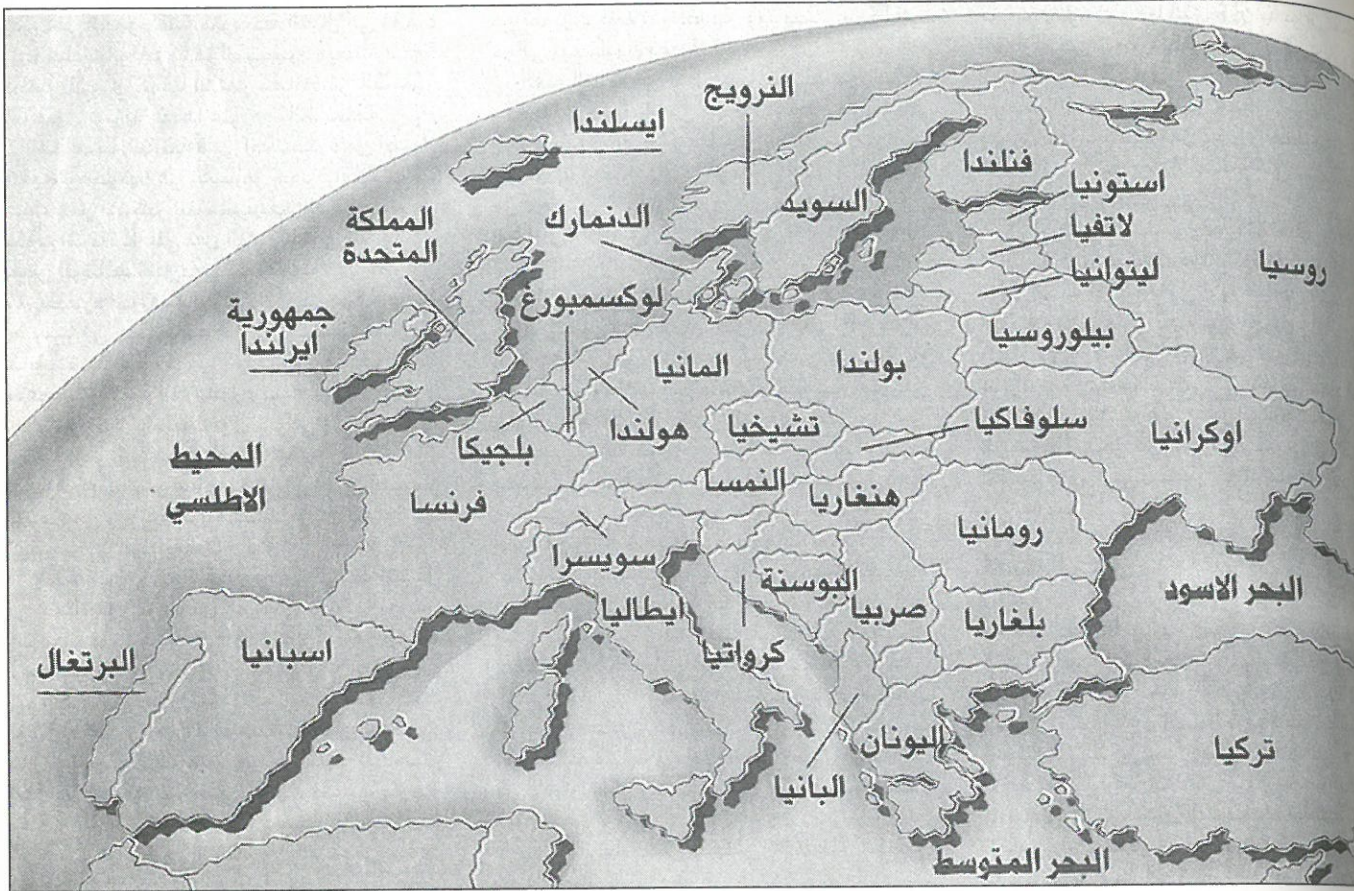 النرويج
ايسلندا
فنلندا
استونيا
السويد
الدنمارك
المملكة
المتحدة
لاتفيا
روسيا
ليتوانيا
لوكسمبورغ
جمهورية
ايرلندا
بيلوروسيا
بولندا
المانيا
سلوفاكيا
اوكرانيا
تشيخيا
هولندا
بلجيكا
المحيط
الاطلسي
النمسا
هنغاريا
فرنسا
رومانيا
سويسرا
البوسنة
البحر الاسود
ايطاليا
صربيا
بلغاريا
كرواتيا
اسبانيا
البرتغال
اليونان
تركيا
البانيا
البحر المتوسط